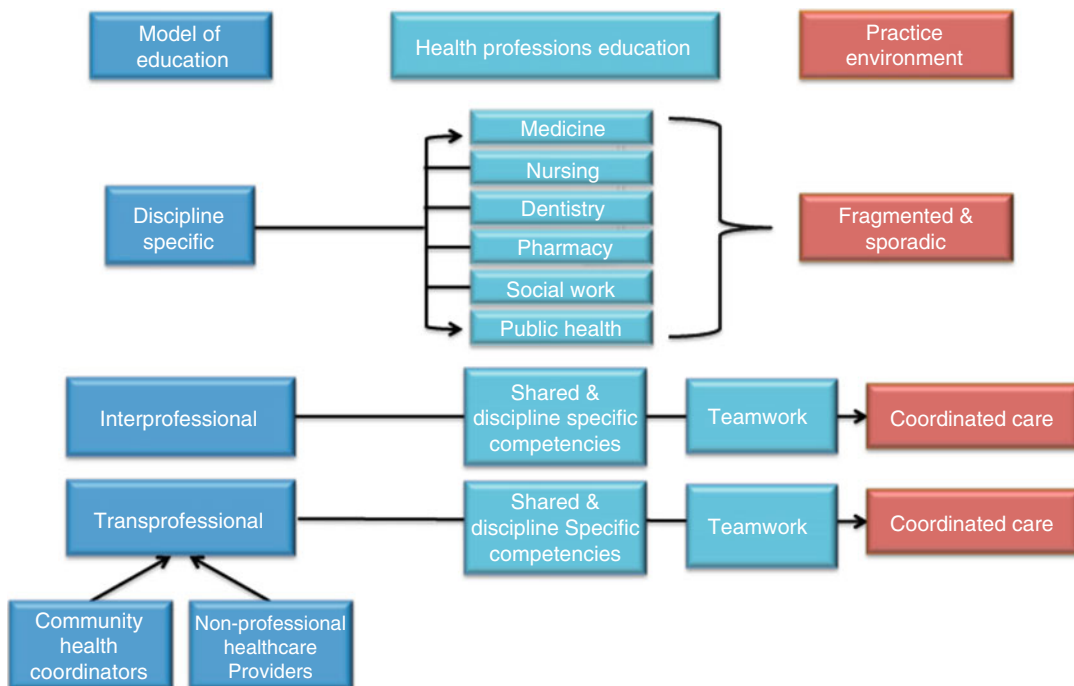 Model of
education
Health professions education
Practice
environment
Discipline
specific
Medicine
Nursing
Dentistry
Pharmacy
Social work
Public health
Fragmented &
sporadic
Interprofessional
Shared &
discipline specific
competencies
Teamwork
Coordinated care
Transprofessional
Shared &
discipline Specific
competencies
Teamwork
Coordinated care
Community
health
coordinators
Non-professional
healthcare
Providers